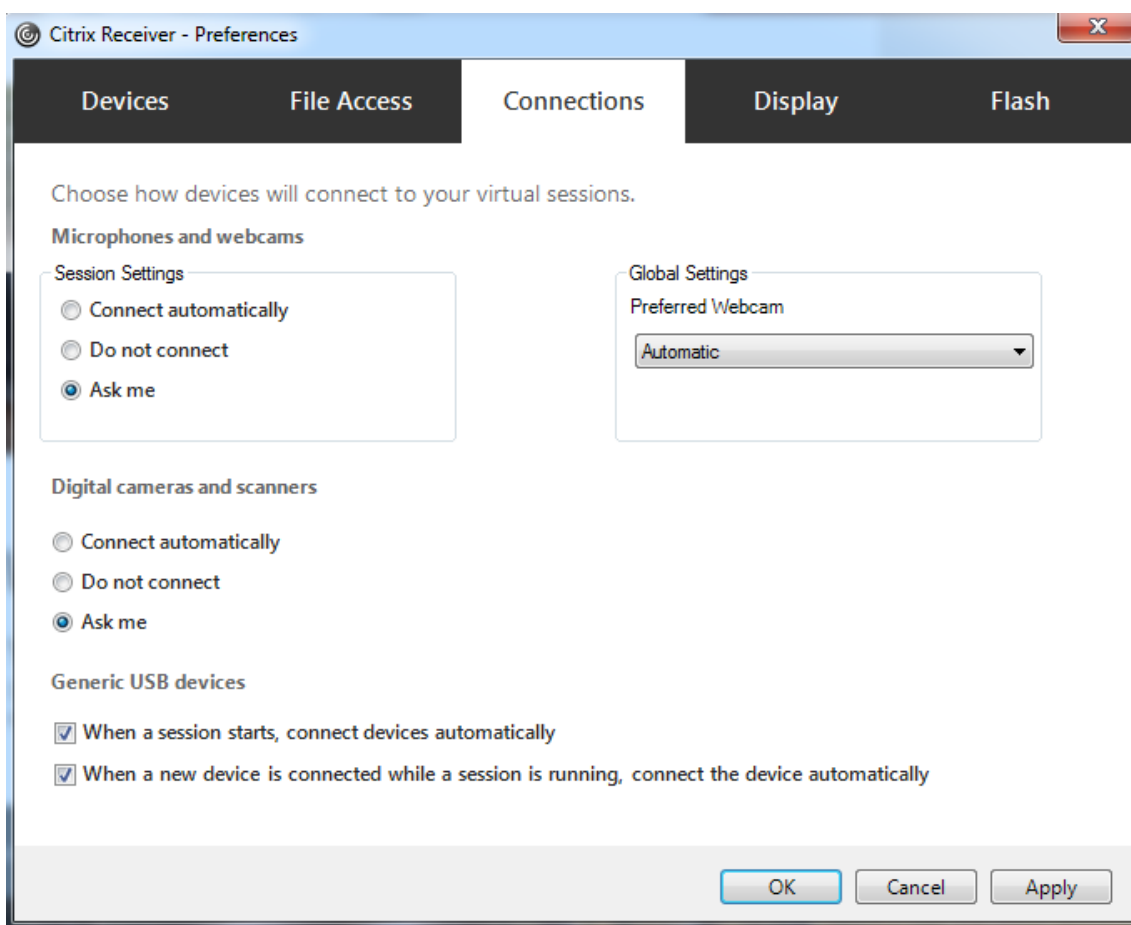 Citrix Receiver - Preferences
Devices File Access Connections Display Flash
Choose how devices will connect to your virtual sessions.
Microphones and webcams
Session Settings
Connect automatically
Do not connect
Ask me
Global Settings
Preferred Webcam
Automatic
Digital cameras and scanners
Connect automatically
Do not connect
Ask me
Generic USB devices
When a session starts, connect devices automatically
When a new device is connected while a session is running, connect the device automatically
OK Cancel Apply